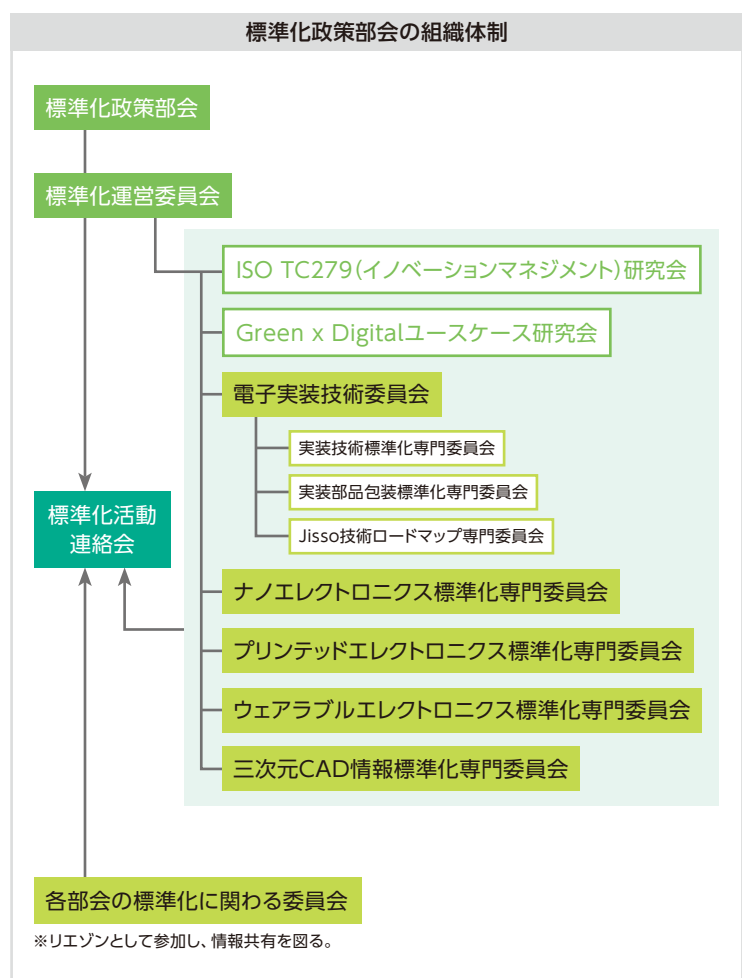 標準化政策部会の組織体制
標準化政策部会
標準化運営委員会
ISO TC279(イノベーションマネジメント)研究会
Green x Digitalユースケース研究会
電子実装技術委員会
実装技術標準化専門委員会
実装部品包装標準化専門委員会
Jisso技術ロードマップ専門委員会
標準化活動
連絡会
ナノエレクトロニクス標準化専門委員会
プリンテッドエレクトロニクス標準化専門委員会
ウェアラブルエレクトロニクス標準化専門委員会
三次元CAD情報標準化専門委員会
各部会の標準化に関わる委員会
※リエゾンとして参加し、情報共有を図る。